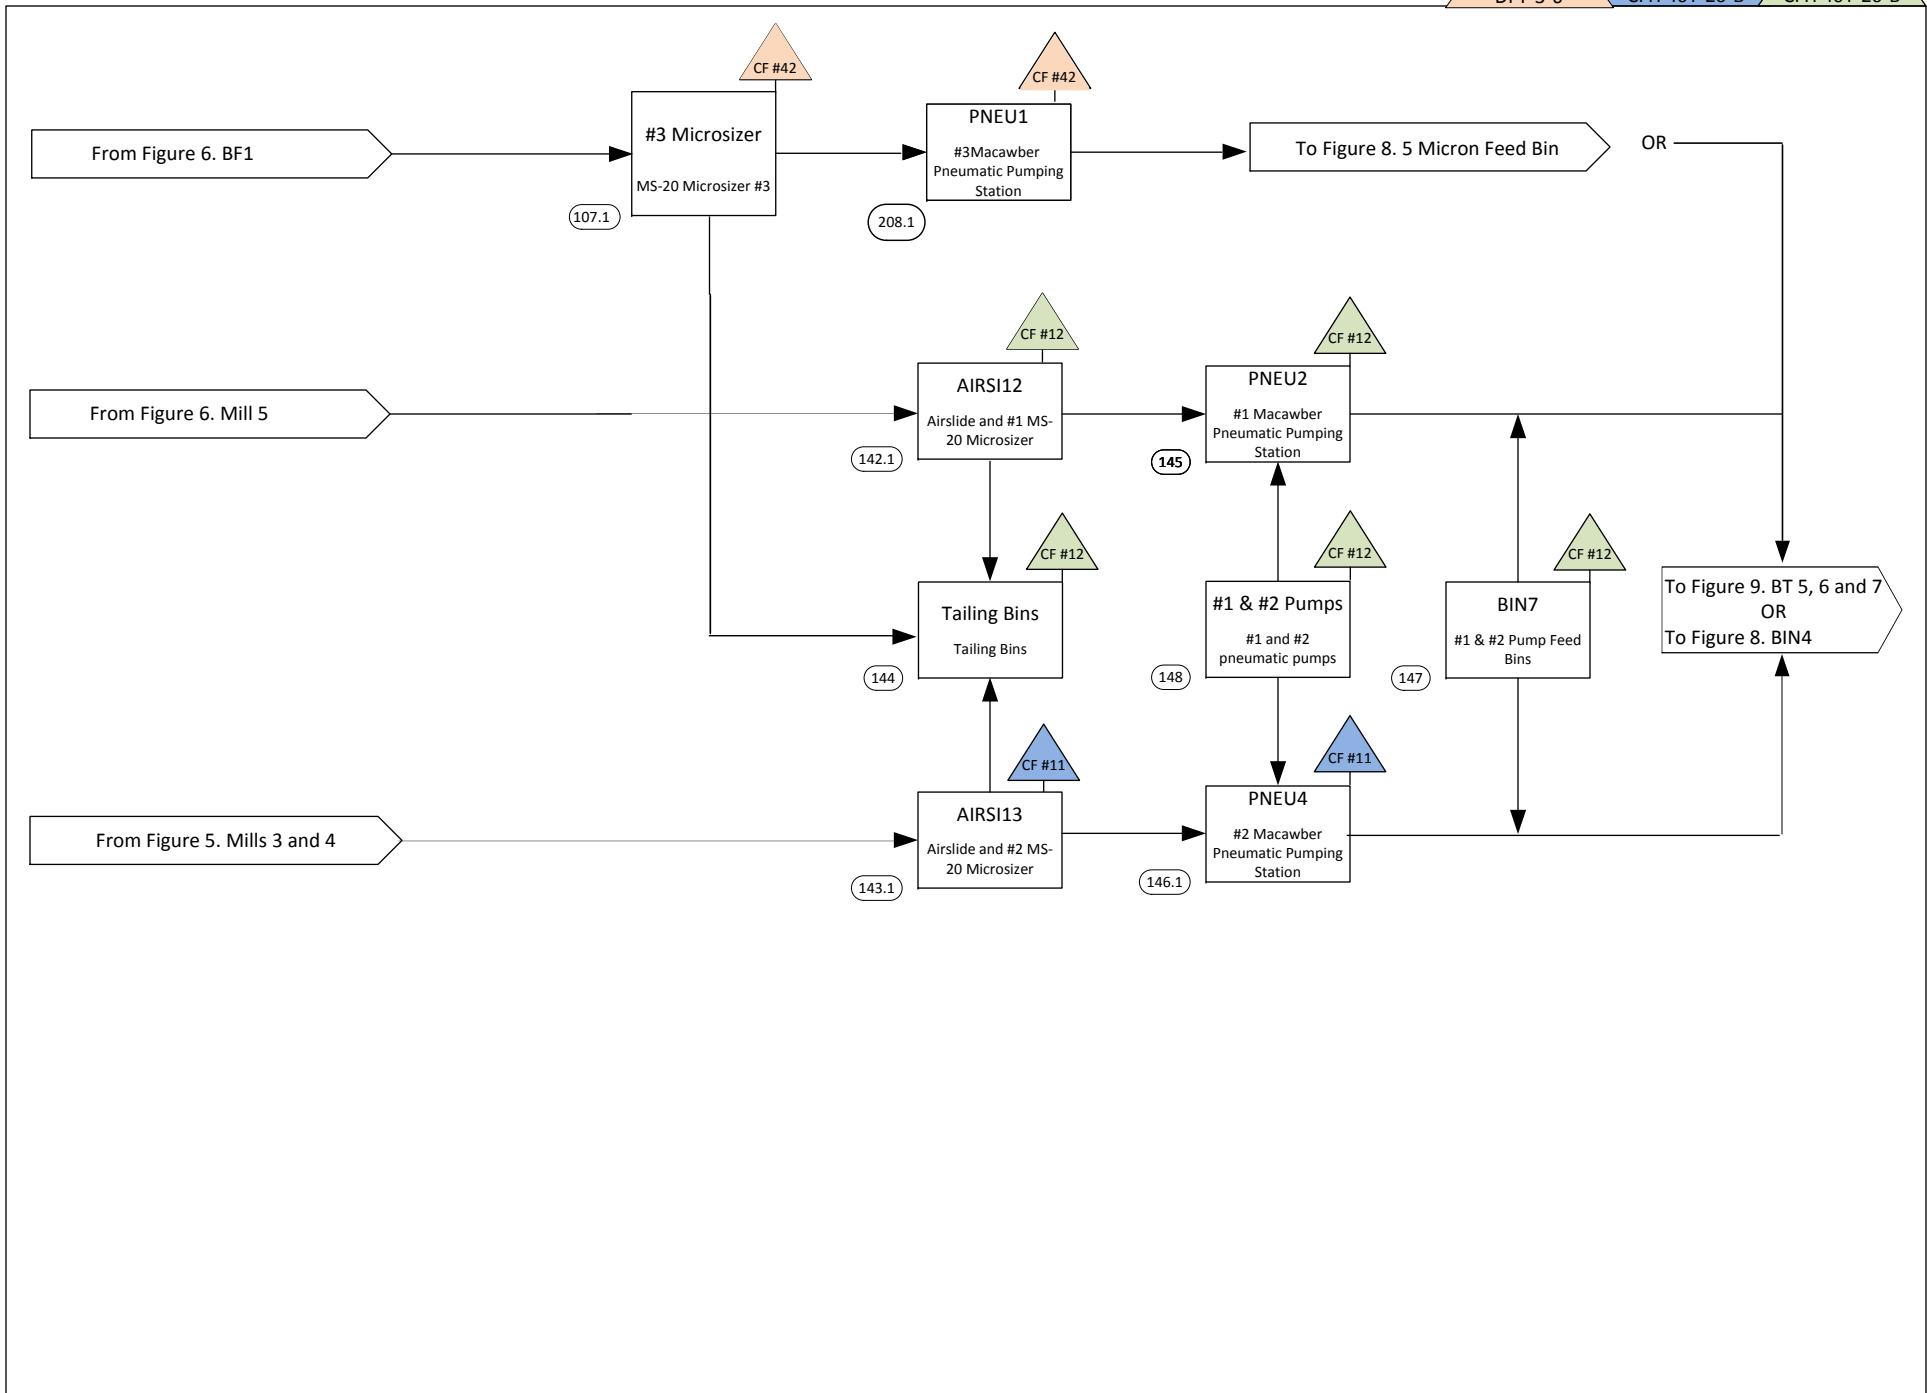 CF #42
CF #42
#3 Microsizer
MS-20 Microsizer #3
107.1
PNEU1
#3Macawber
Pneumatic Pumping
Station
208.1
From Figure 6. BF1
To Figure 8. 5 Micron Feed Bin
OR
CF #12
CF #12
From Figure 6. Mill 5
AIRSI12
Airslide and #1 MS-
20 Microsizer
142.1
PNEU2
#1 Macawber
Pneumatic Pumping
Station
145
CF #12
CF #12
CF #12
Tailing Bins
Tailing Bins
144
#1 & #2 Pumps
#1 and #2
pneumatic pumps
148
BIN7
#1 & #2 Pump Feed
Bins
147
To Figure 9. BT 5, 6 and 7
OR
To Figure 8. BIN4
CF #11
CF #11
From Figure 5. Mills 3 and 4
AIRSI13
Airslide and #2 MS-
20 Microsizer
143.1
PNEU4
#2 Macawber
Pneumatic Pumping
Station
146.1